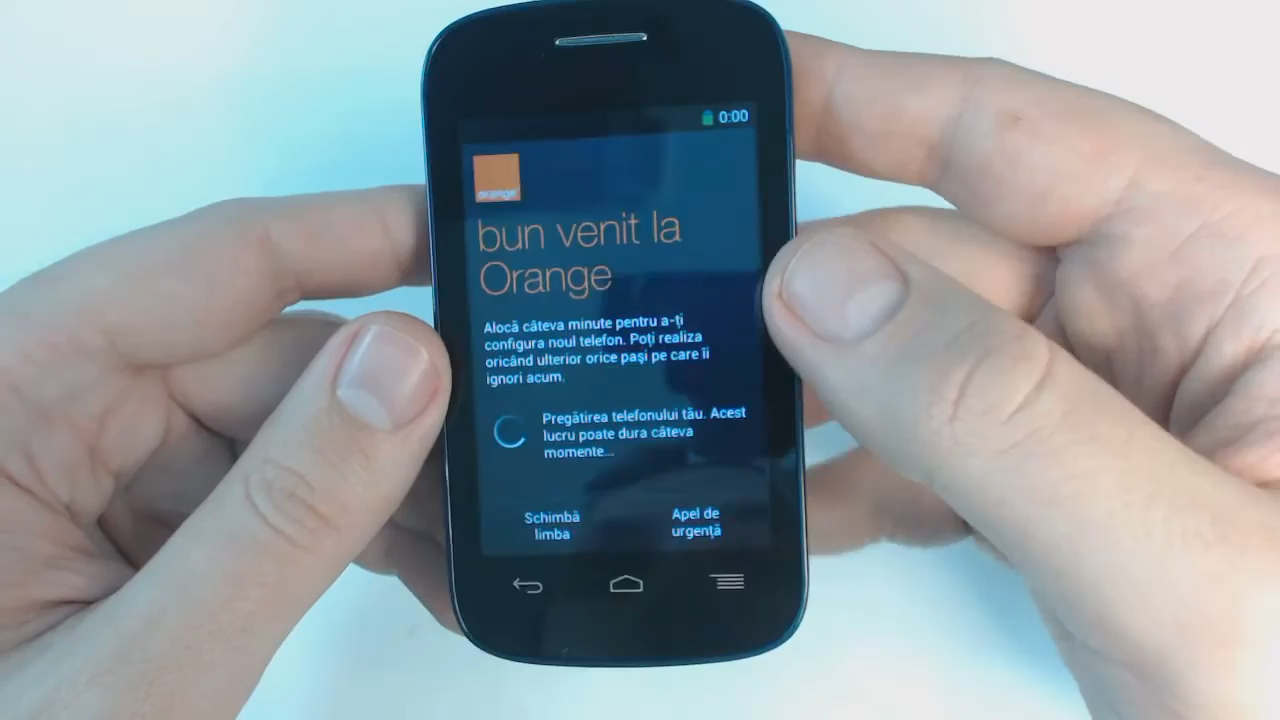 0:00
orange
bun venit la
Orange
Alocă câteva minute pentru a-ți
configura noul telefon. Poți realiza
oricând ulterior orice pași pe care îi
ignori acum.
Pregătirea telefonului tău. Acest
lucru poate dura câteva
momente...
Schimbă
limba
Apel de
urgență